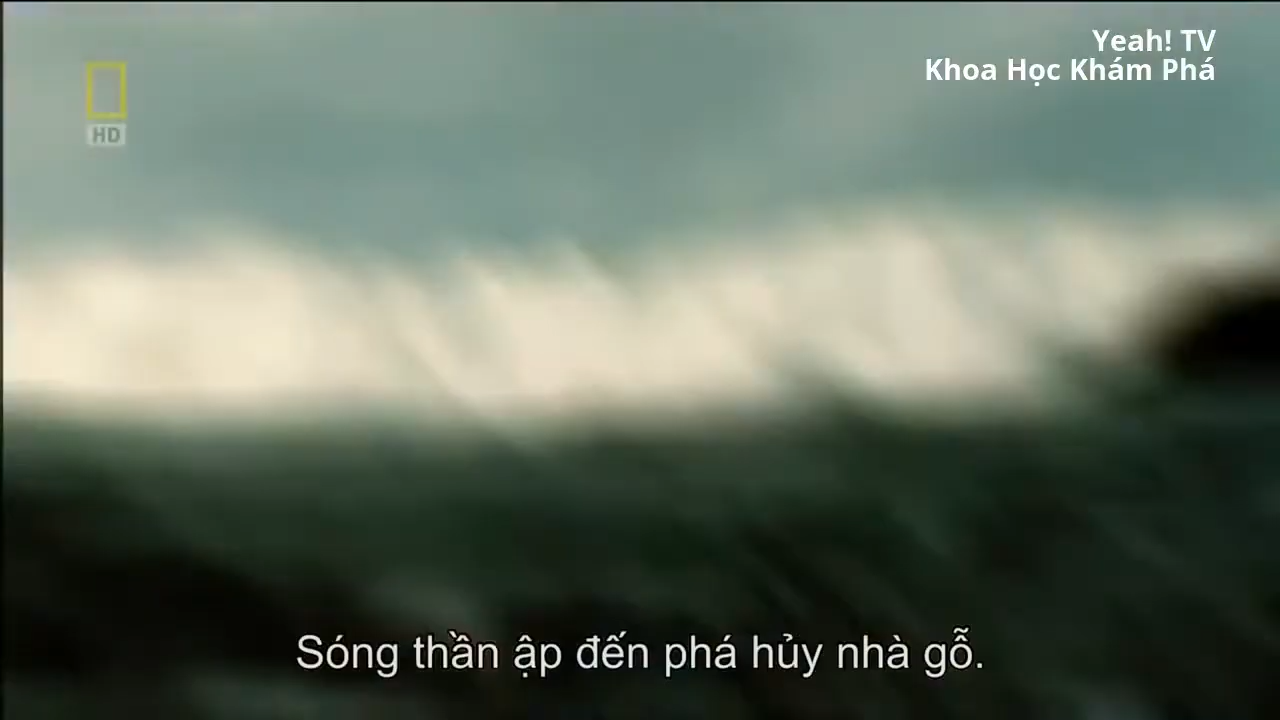 Yeah! TV
Khoa Học Khám Phá
HD
Sóng thần ập đến phá hủy nhà gỗ.